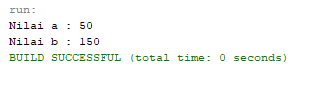 run:
Nilai a : 50
Nilai b : 150
BUILD SUCCESSFUL (total time: 0 seconds)